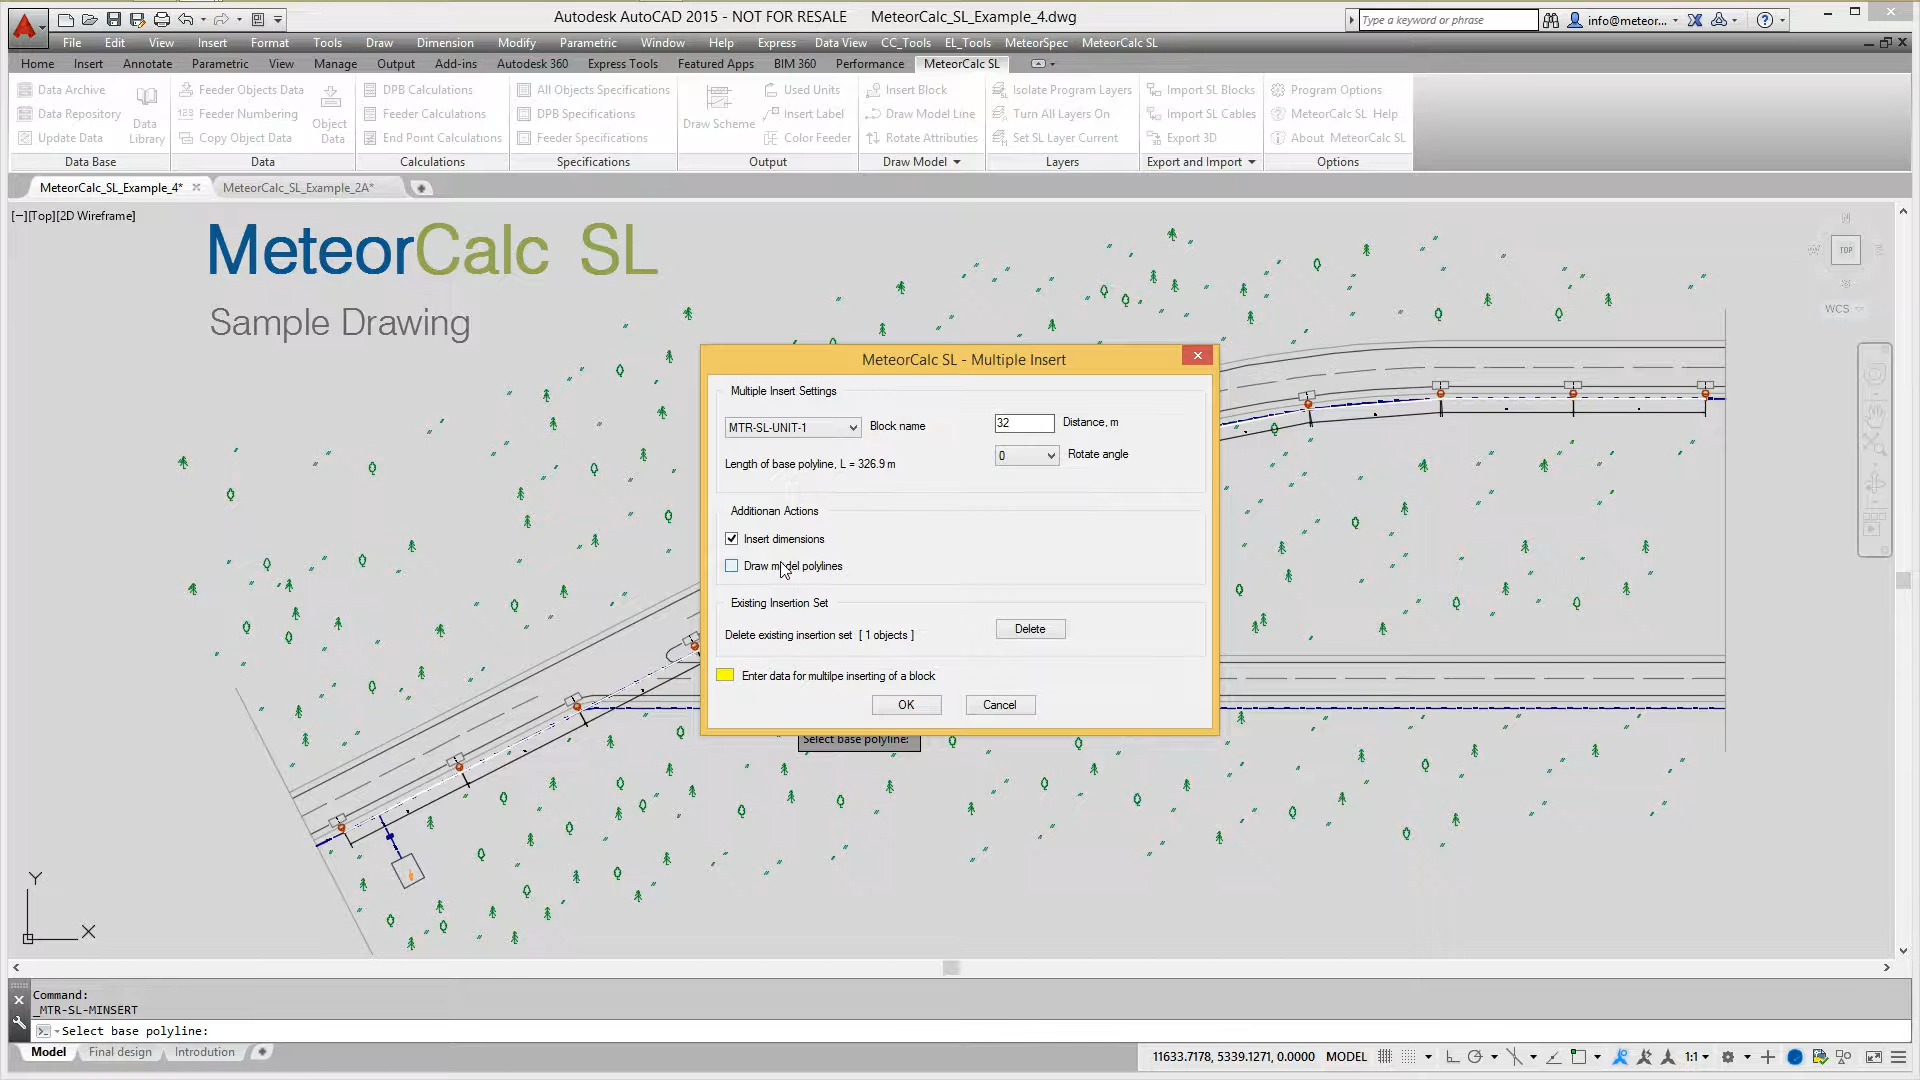 Autodesk AutoCAD 2015 - NOT FOR RESALE MeteorCalc_SL_Example_4.dwg
Type a keyword or phrase
info@meteor...
File Edit View Insert Format Tools Draw Dimension Modify Parametric Window Help Express Data View CC_Tools EL_Tools MeteorSpec MeteorCalc SL
Home Insert Annotate Parametric View Manage Output Add-ins Autodesk 360 Express Tools Featured Apps BIM 360 Performance MeteorCalc SL
Data Archive Feeder Objects Data DPB Calculations All Objects Specifications Used Units Insert Block Isolate Program Layers Import SL Blocks Program Options
Data Repository Feeder Numbering Feeder Calculations DPB Specifications Insert Label Draw Model Line Turn All Layers On Import SL Cables MeteorCalc SL Help
Update Data Data Library Copy Object Data Object Data End Point Calculations Feeder Specifications Draw Scheme Color Feeder Rotate Attributes Set SL Layer Current Export 3D About MeteorCalc SL
Data Base Data Calculations Specifications Output Draw Model Layers Export and Import Options
MeteorCalc_SL_Example_4* MeteorCalc_SL_Example_2A*
[−][Top][2D Wireframe]
MeteorCalc SL
Sample Drawing
TOP
WCS
MeteorCalc SL - Multiple Insert
Multiple Insert Settings
MTR-SL-UNIT-1 Block name 32 Distance, m
0 Rotate angle
Length of base polyline, L = 326.9 m
Additionan Actions
Insert dimensions
Draw model polylines
Existing Insertion Set
Delete existing insertion set [ 1 objects ] Delete
Enter data for multilpe inserting of a block
OK Cancel
Select base polyline:
Y
X
Command:
_MTR-SL-MINSERT
Select base polyline:
Model Final design Introdution
11633.7178, 5339.1271, 0.0000 MODEL 1:1